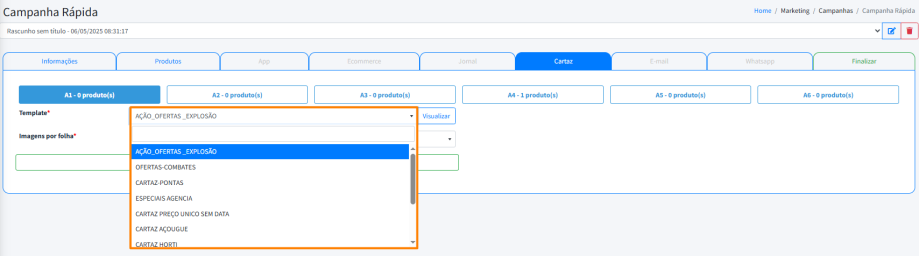 Campanha Rápida
Home / Marketing / Campanhas / Campanha Rápida
Rascunho sem título - 06/05/2025 08:31:17
Informações Produtos App Ecommerce Jornal Cartaz E-mail Whatsapp Finalizar
A1 - 0 produto(s) A2 - 0 produto(s) A3 - 0 produto(s) A4 - 1 produto(s) A5 - 0 produto(s) A6 - 0 produto(s)
Template* AÇÃO_OFERTAS _EXPLOSÃO Visualizar
Imagens por folha*
AÇÃO_OFERTAS _EXPLOSÃO
OFERTAS-COMBATES
CARTAZ-PONTAS
ESPECIAIS AGENCIA
CARTAZ PREÇO UNICO SEM DATA
CARTAZ AÇOUGUE
CARTAZ HORTI